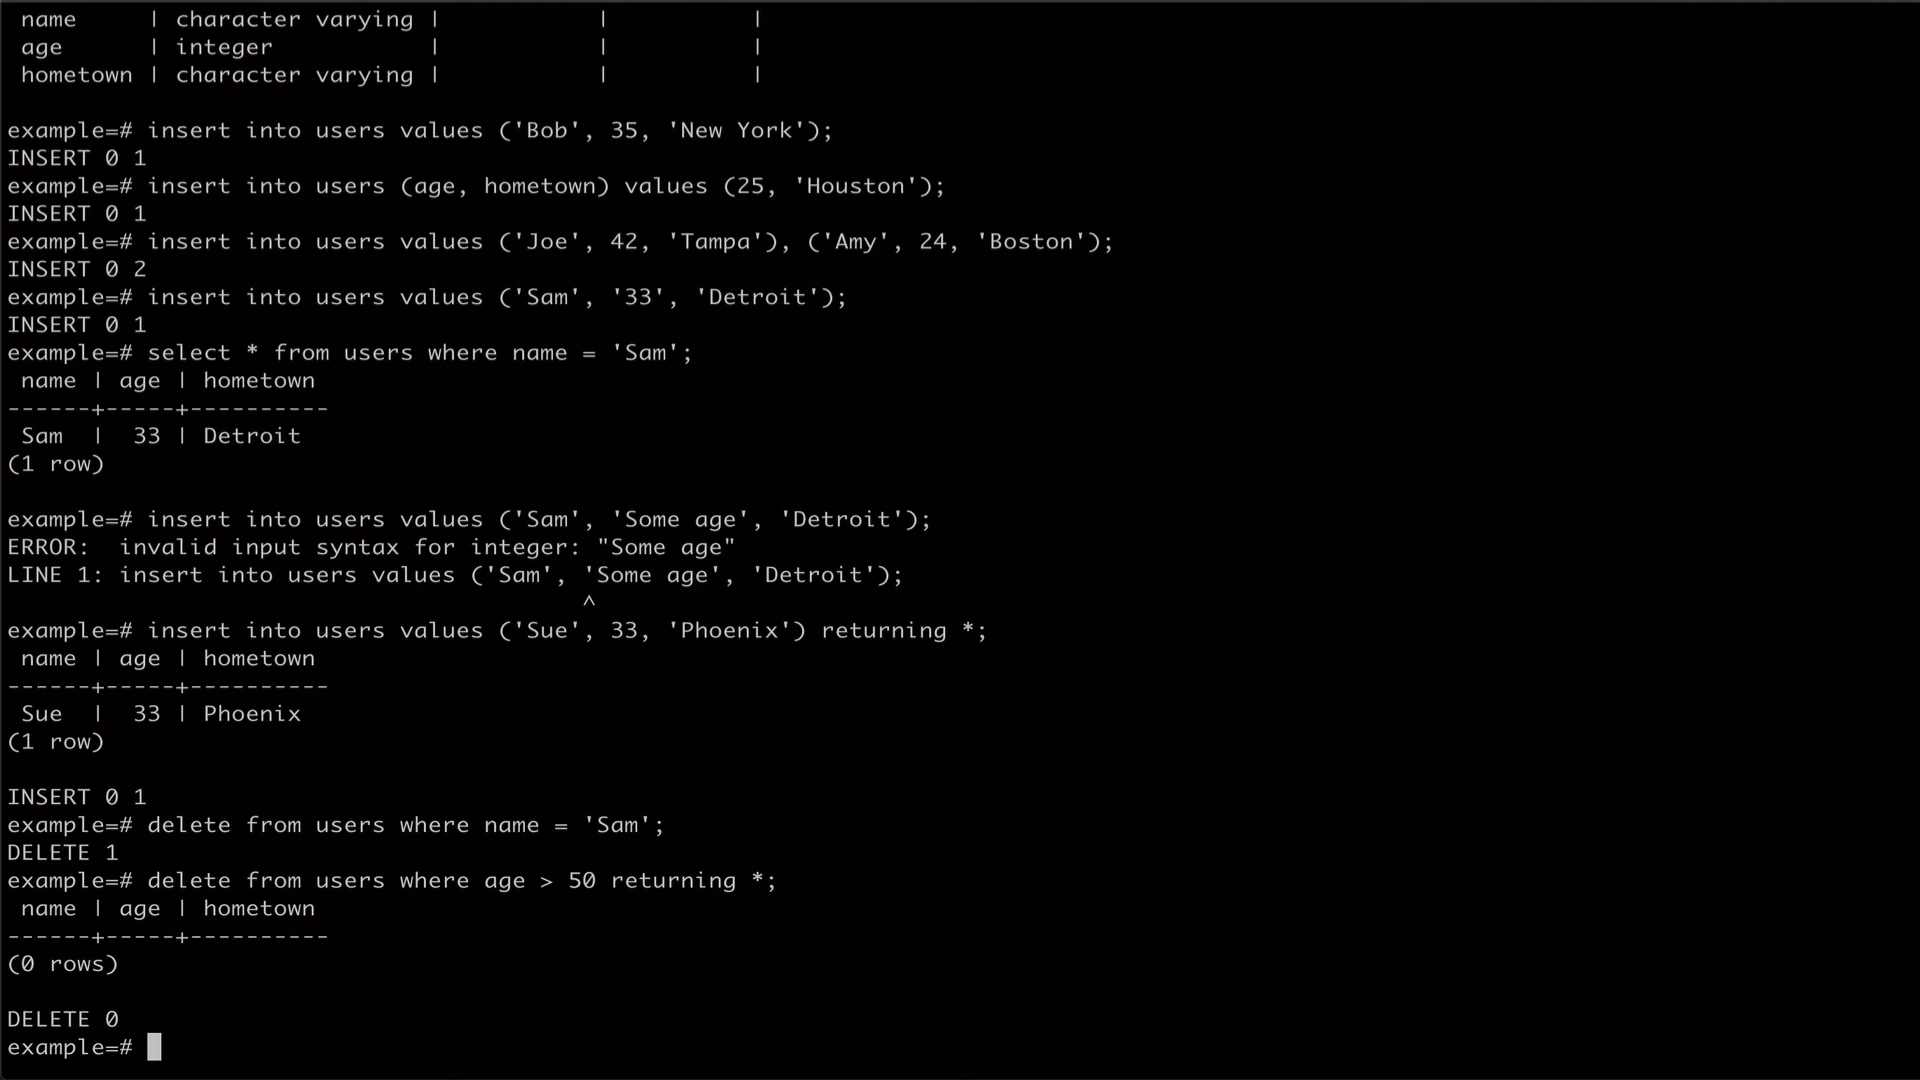 name      | character varying |           |          |
 age       | integer           |           |          |
 hometown | character varying |           |          |
example=# insert into users values ('Bob', 35, 'New York');
INSERT 0 1
example=# insert into users (age, hometown) values (25, 'Houston');
INSERT 0 1
example=# insert into users values ('Joe', 42, 'Tampa'), ('Amy', 24, 'Boston');
INSERT 0 2
example=# insert into users values ('Sam', '33', 'Detroit');
INSERT 0 1
example=# select * from users where name = 'Sam';
 name | age | hometown
------+-----+----------
 Sam  |  33 | Detroit
(1 row)
example=# insert into users values ('Sam', 'Some age', 'Detroit');
ERROR:  invalid input syntax for integer: "Some age"
LINE 1: insert into users values ('Sam', 'Some age', 'Detroit');
                                         ^
example=# insert into users values ('Sue', 33, 'Phoenix') returning *;
 name | age | hometown
------+-----+----------
 Sue  |  33 | Phoenix
(1 row)
INSERT 0 1
example=# delete from users where name = 'Sam';
DELETE 1
example=# delete from users where age > 50 returning *;
 name | age | hometown
------+-----+----------
(0 rows)
DELETE 0
example=#